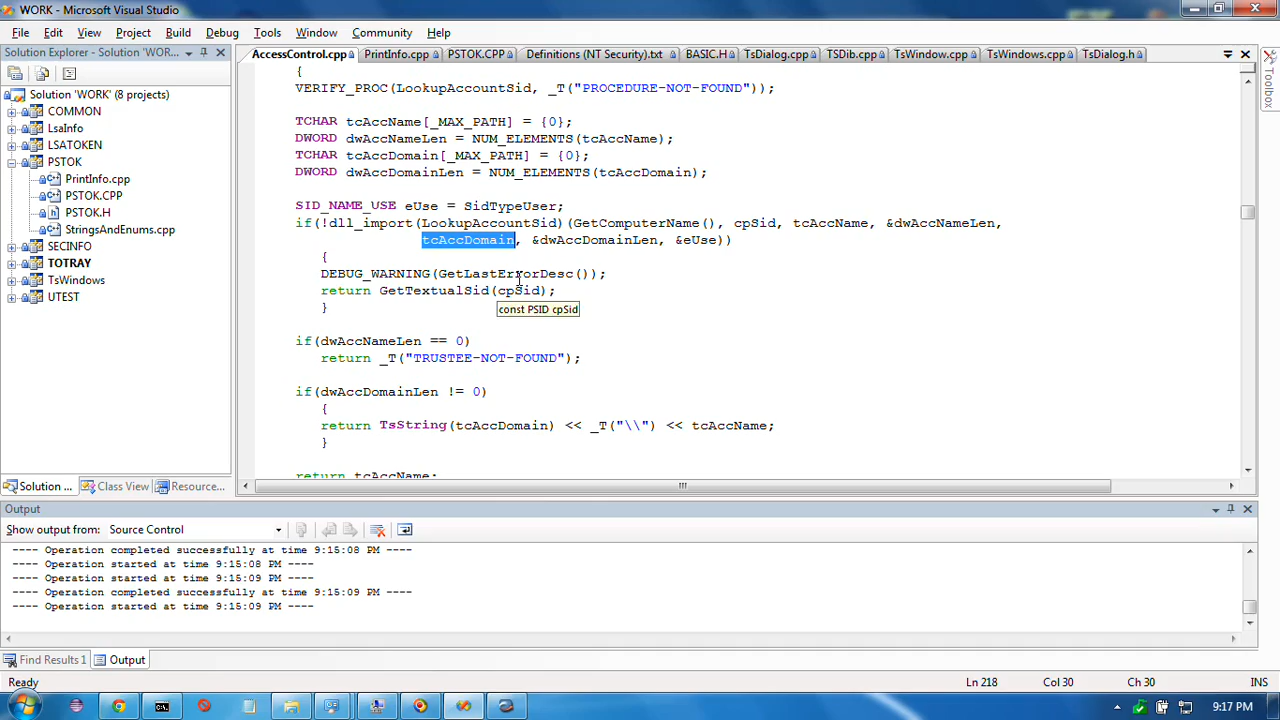 WORK - Microsoft Visual Studio
File Edit View Project Build Debug Tools Window Community Help
Solution Explorer - Solution 'WOR...
AccessControl.cpp PrintInfo.cpp PSTOK.CPP Definitions (NT Security).txt BASIC.H TsDialog.cpp TSDib.cpp TsWindow.cpp TsWindows.cpp TsDialog.h
Toolbox
Solution 'WORK' (8 projects)
COMMON
LsaInfo
LSATOKEN
PSTOK
PrintInfo.cpp
PSTOK.CPP
PSTOK.H
StringsAndEnums.cpp
SECINFO
TOTRAY
TsWindows
UTEST
Solution ... Class View Resource...
{
VERIFY_PROC(LookupAccountSid, _T("PROCEDURE-NOT-FOUND"));
TCHAR tcAccName[_MAX_PATH] = {0};
DWORD dwAccNameLen = NUM_ELEMENTS(tcAccName);
TCHAR tcAccDomain[_MAX_PATH] = {0};
DWORD dwAccDomainLen = NUM_ELEMENTS(tcAccDomain);
SID_NAME_USE eUse = SidTypeUser;
if(!dll_import(LookupAccountSid)(GetComputerName(), cpSid, tcAccName, &dwAccNameLen,
tcAccDomain, &dwAccDomainLen, &eUse))
{
DEBUG_WARNING(GetLastErrorDesc());
return GetTextualSid(cpSid);
const PSID cpSid
}
if(dwAccNameLen == 0)
return _T("TRUSTEE-NOT-FOUND");
if(dwAccDomainLen != 0)
{
return TsString(tcAccDomain) << _T("\\") << tcAccName;
}
return tcAccName;
Output
Show output from: Source Control
---- Operation completed successfully at time 9:15:08 PM ----
---- Operation started at time 9:15:08 PM ----
---- Operation started at time 9:15:09 PM ----
---- Operation completed successfully at time 9:15:09 PM ----
---- Operation started at time 9:15:09 PM ----
Find Results 1 Output
Ready Ln 218 Col 30 Ch 30 INS
9:17 PM